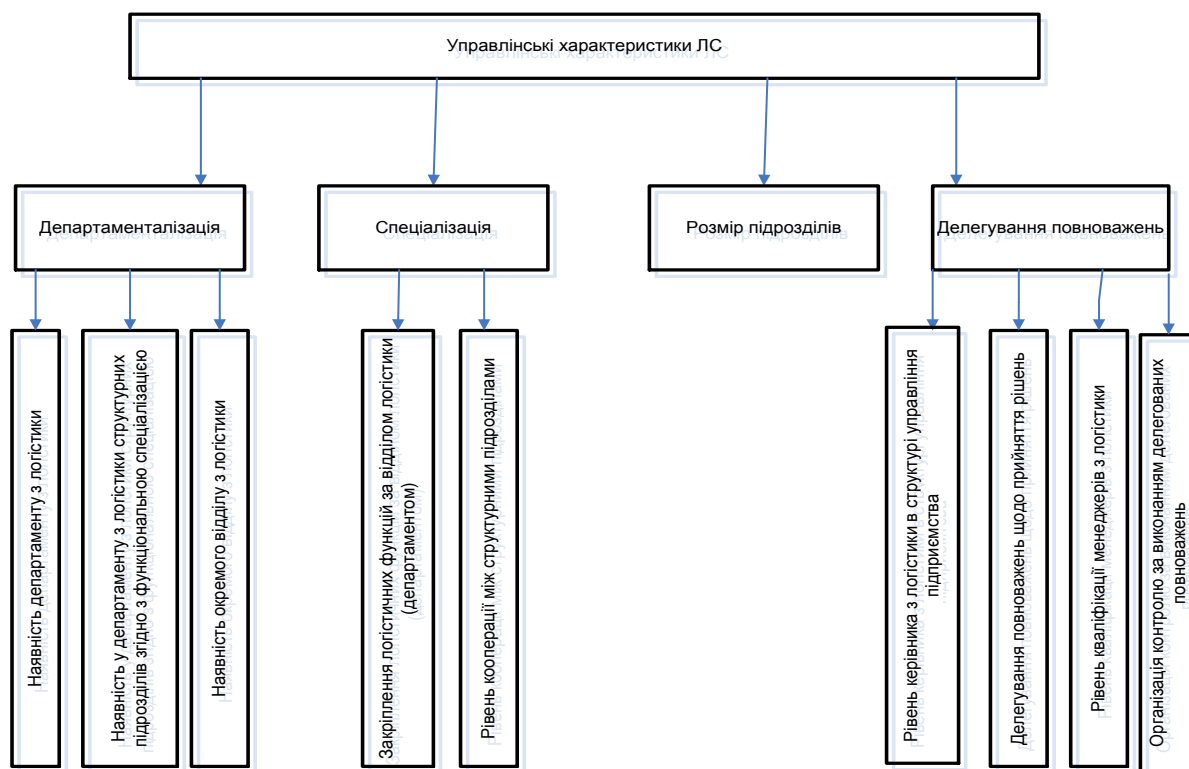 Управлінські характеристики ЛС
Департаменталізація
Спеціалізація
Розмір підрозділів
Делегування повноважень
Наявність департаменту з логістики
Наявність у департаменту з логістики структурних
підрозділів згідно з функціональною спеціалізацією
Наявність окремого відділу з логістики
Закріплення логістичних функцій за відділом логістики
(департаментом)
Рівень кооперації між структурними підрозділами
Рівень керівника з логістики в структурі управління
підприємства
Делегування повноважень щодо прийняття рішень
Рівень кваліфікації менеджерів з логістики
Організація контролю за виконанням делегованих
повноважень